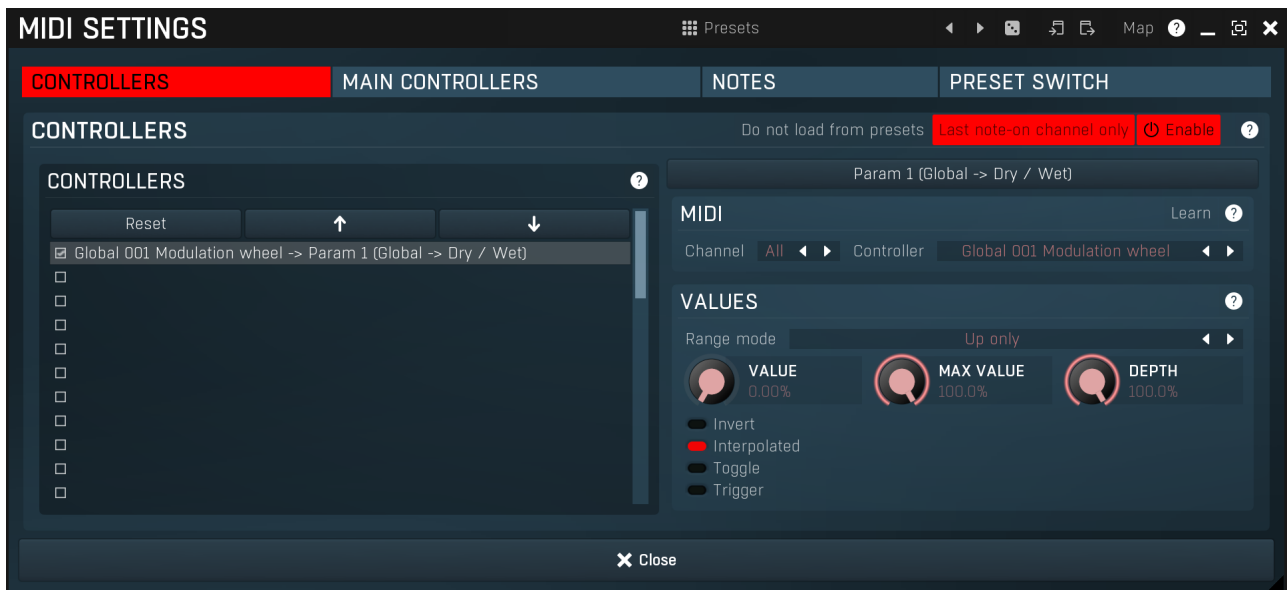 MIDI SETTINGS Presets Map ?
CONTROLLERS MAIN CONTROLLERS NOTES PRESET SWITCH
CONTROLLERS Do not load from presets Last note-on channel only Enable ?
CONTROLLERS ?
Param 1 (Global -> Dry / Wet)
Reset
MIDI Learn ?
Global 001 Modulation wheel -> Param 1 (Global -> Dry / Wet)
Channel All Controller Global 001 Modulation wheel
VALUES ?
Range mode Up only
VALUE
0.00%
MAX VALUE
100.0%
DEPTH
100.0%
Invert
Interpolated
Toggle
Trigger
Close